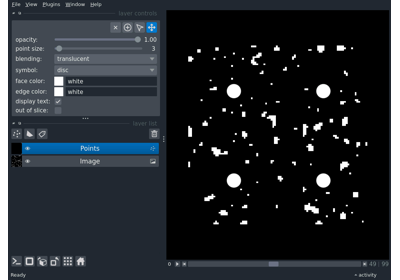 File View Plugins Window Help
layer controls
opacity: 1.00
point size: 3
blending: translucent
symbol: disc
face color: white
edge color: white
display text:
out of slice:
layer list
Points
Image
49 99
activity